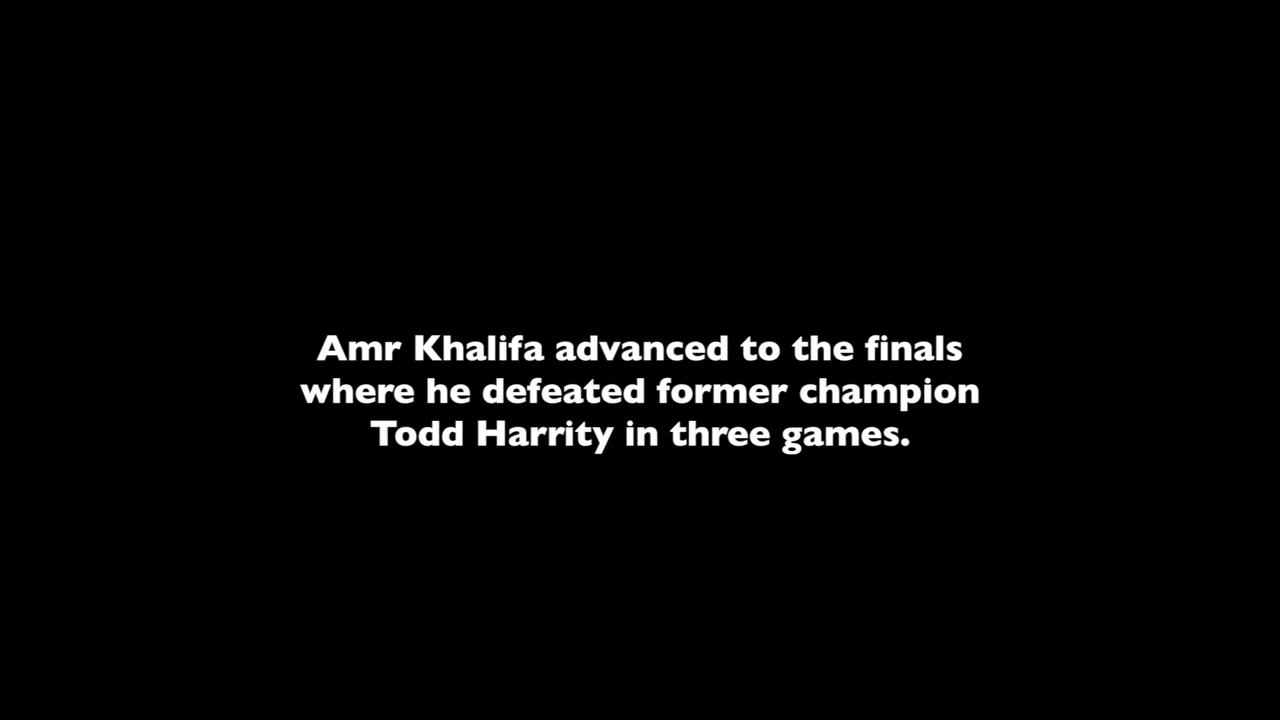 Amr Khalifa advanced to the finals
where he defeated former champion
Todd Harrity in three games.